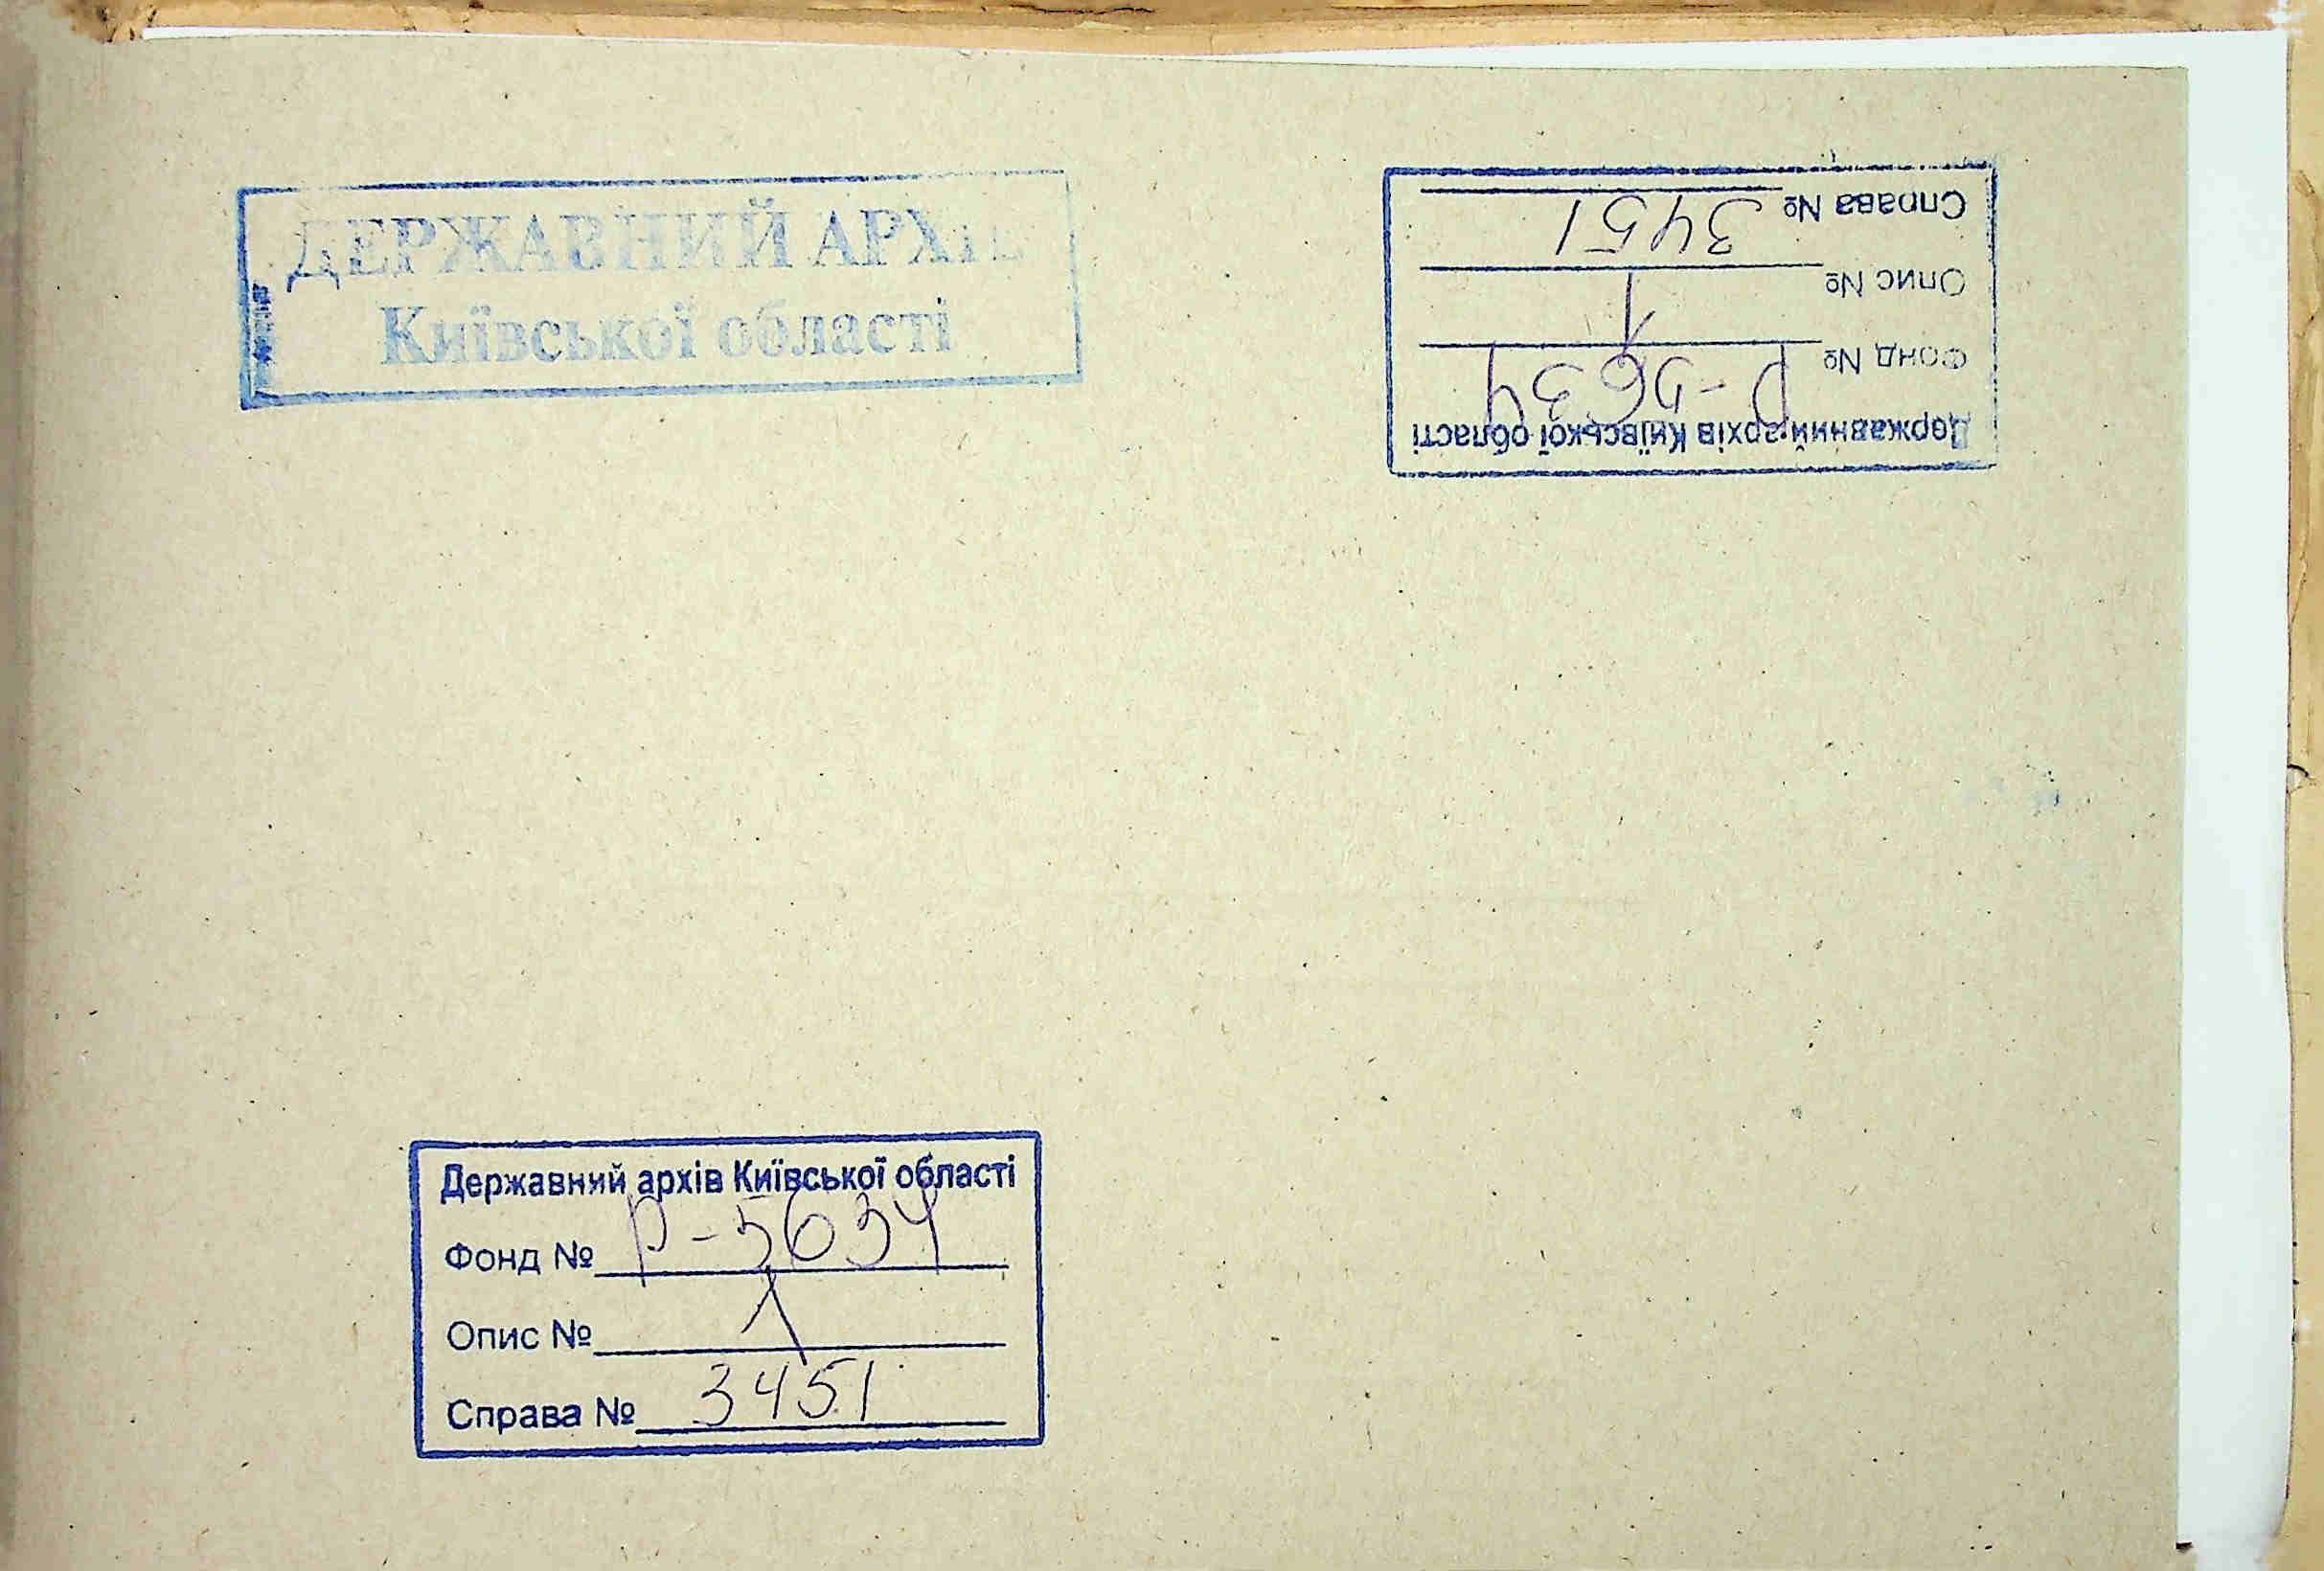 ДЕРЖАВНИЙ АРХІВ
Київської області
Державний архів Київської області
Фонд № Р-5634
Опис № 1
Справа № 3451
Державний архів Київської області
Фонд № Р-5634
Опис № 1
Справа № 3451